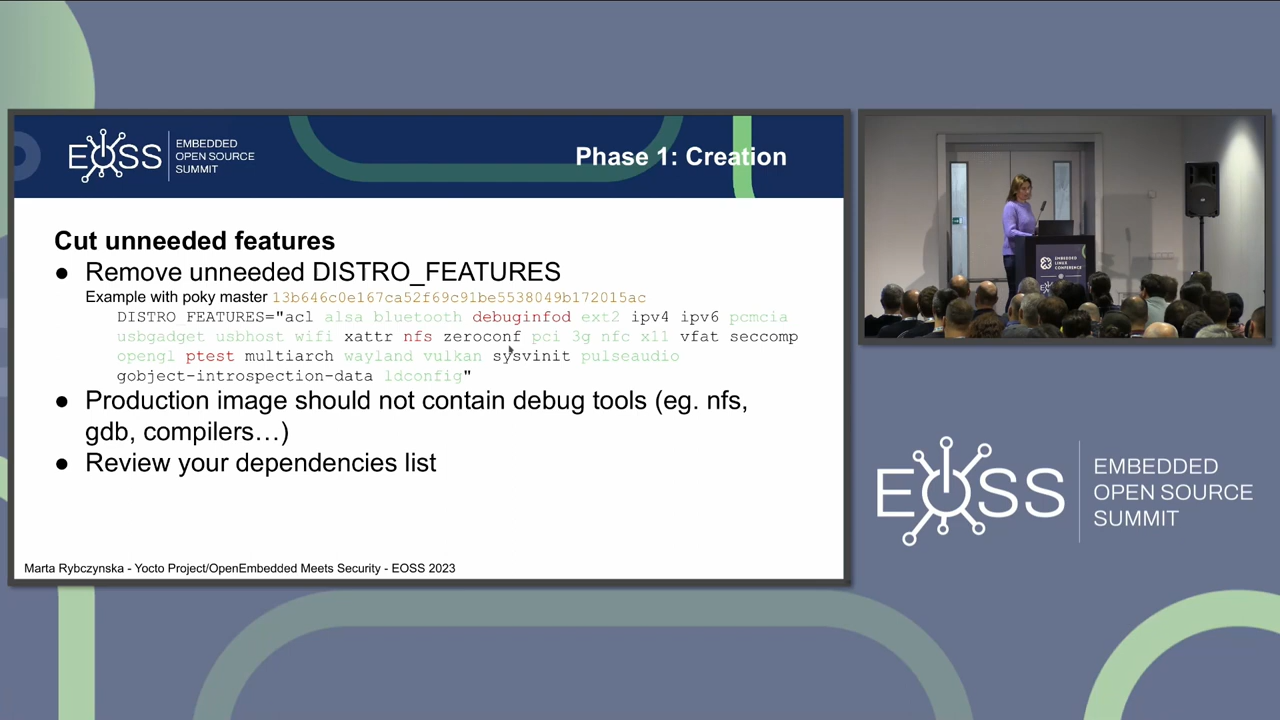 EOSS
EMBEDDED
OPEN SOURCE
SUMMIT
Phase 1: Creation
Cut unneeded features
● Remove unneeded DISTRO_FEATURES
Example with poky master 13b646c0e167ca52f69c91be5538049b172015ac
DISTRO_FEATURES="acl alsa bluetooth debuginfod ext2 ipv4 ipv6 pcmcia
usbgadget usbhost wifi xattr nfs zeroconf pci 3g nfc x11 vfat seccomp
opengl ptest multiarch wayland vulkan sysvinit pulseaudio
gobject-introspection-data ldconfig"
● Production image should not contain debug tools (eg. nfs,
gdb, compilers…)
● Review your dependencies list
Marta Rybczynska - Yocto Project/OpenEmbedded Meets Security - EOSS 2023
EMBEDDED
LINUX
CONFERENCE
EOSS
EMBEDDED
OPEN SOURCE
SUMMIT